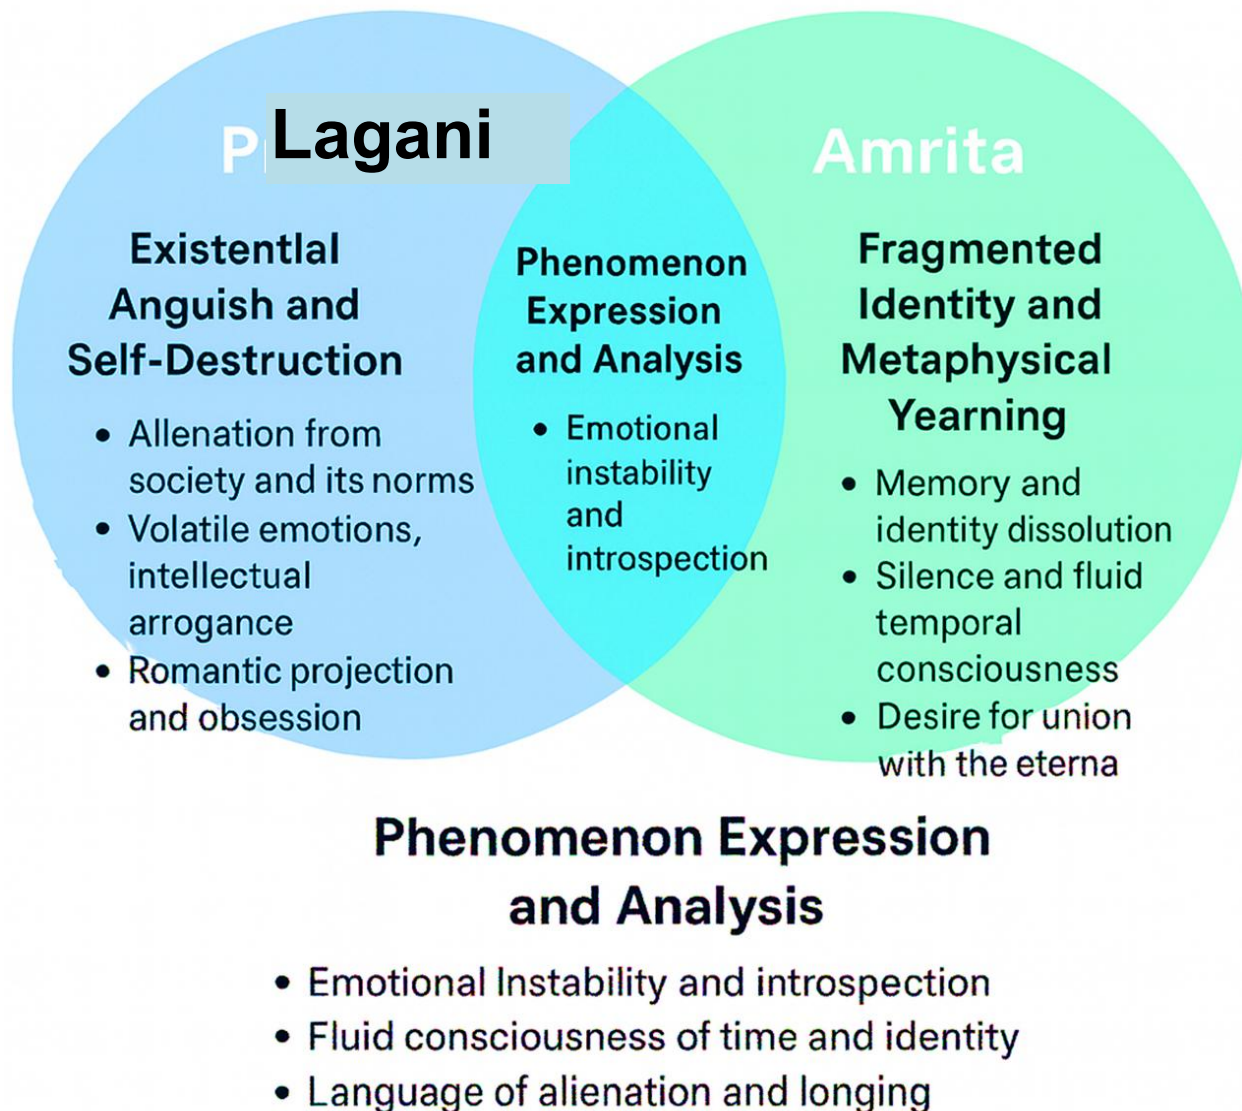 Lagani
Amrita
Existentlal
Anguish and
Self-Destruction
• Allenation from
society and its norms
• Volatile emotions,
intellectual
arrogance
• Romantic projection
and obsession
Phenomenon
Expression
and Analysis
• Emotional
instability
and
introspection
Fragmented
Identity and
Metaphysical
Yearning
• Memory and
identity dissolution
• Silence and fluid
temporal
consciousness
• Desire for union
with the eterna
Phenomenon Expression
and Analysis
• Emotional Instability and introspection
• Fluid consciousness of time and identity
• Language of alienation and longing